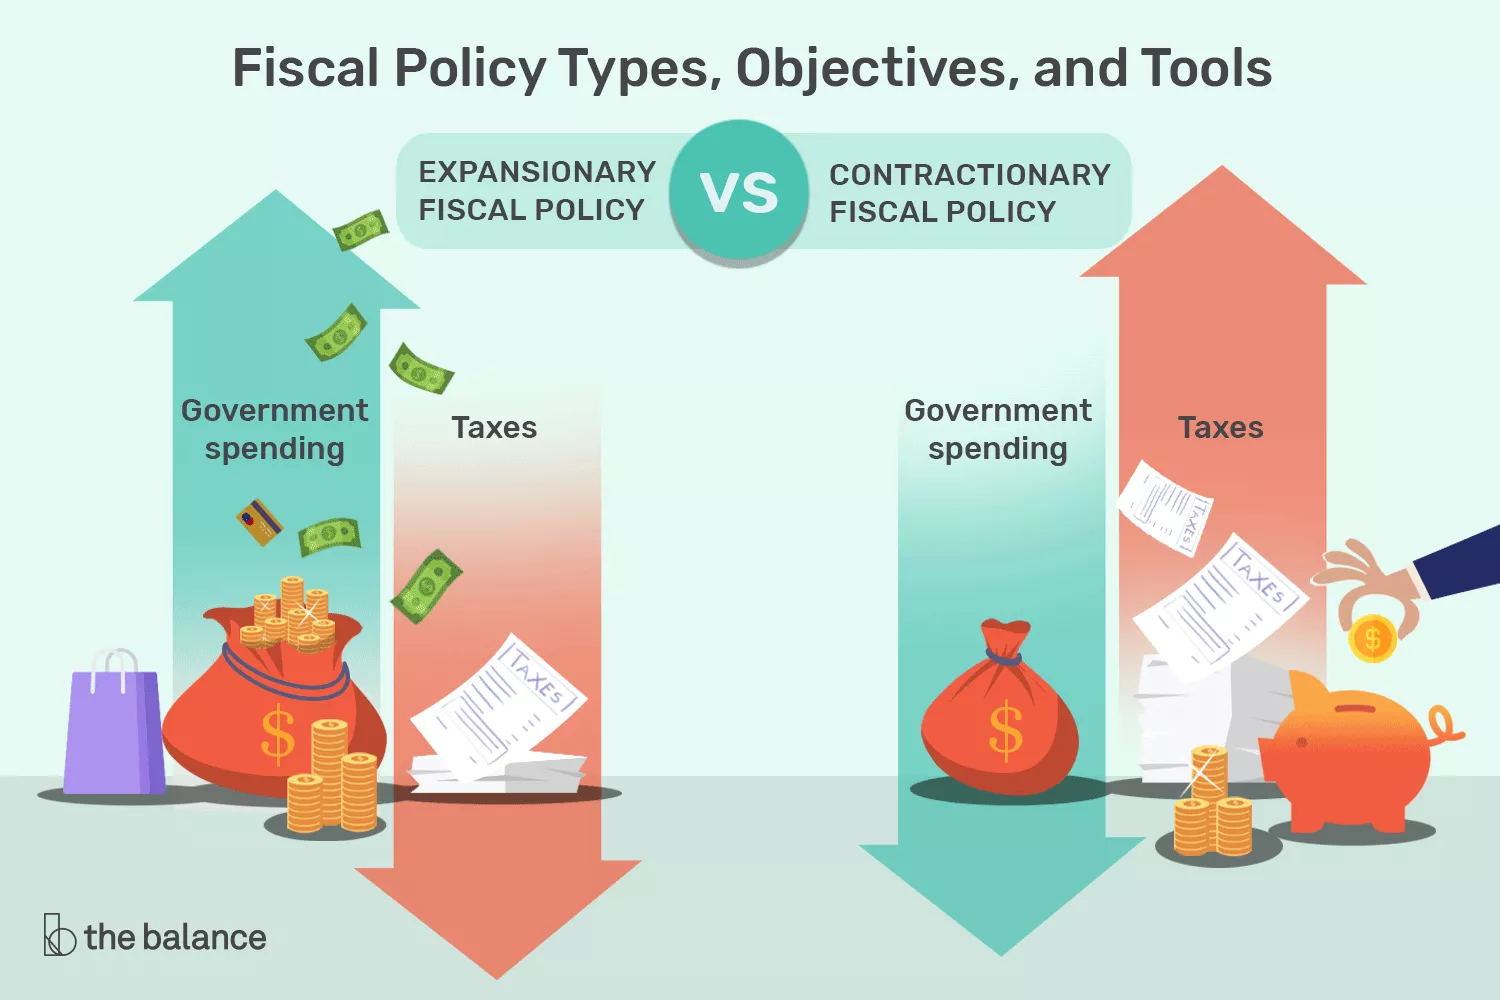 Fiscal Policy Types, Objectives, and Tools
EXPANSIONARY
FISCAL POLICY
VS
CONTRACTIONARY
FISCAL POLICY
Government
spending
Taxes
Government
spending
Taxes
TAXES
TAXES
TAXES
$
$
$
the balance